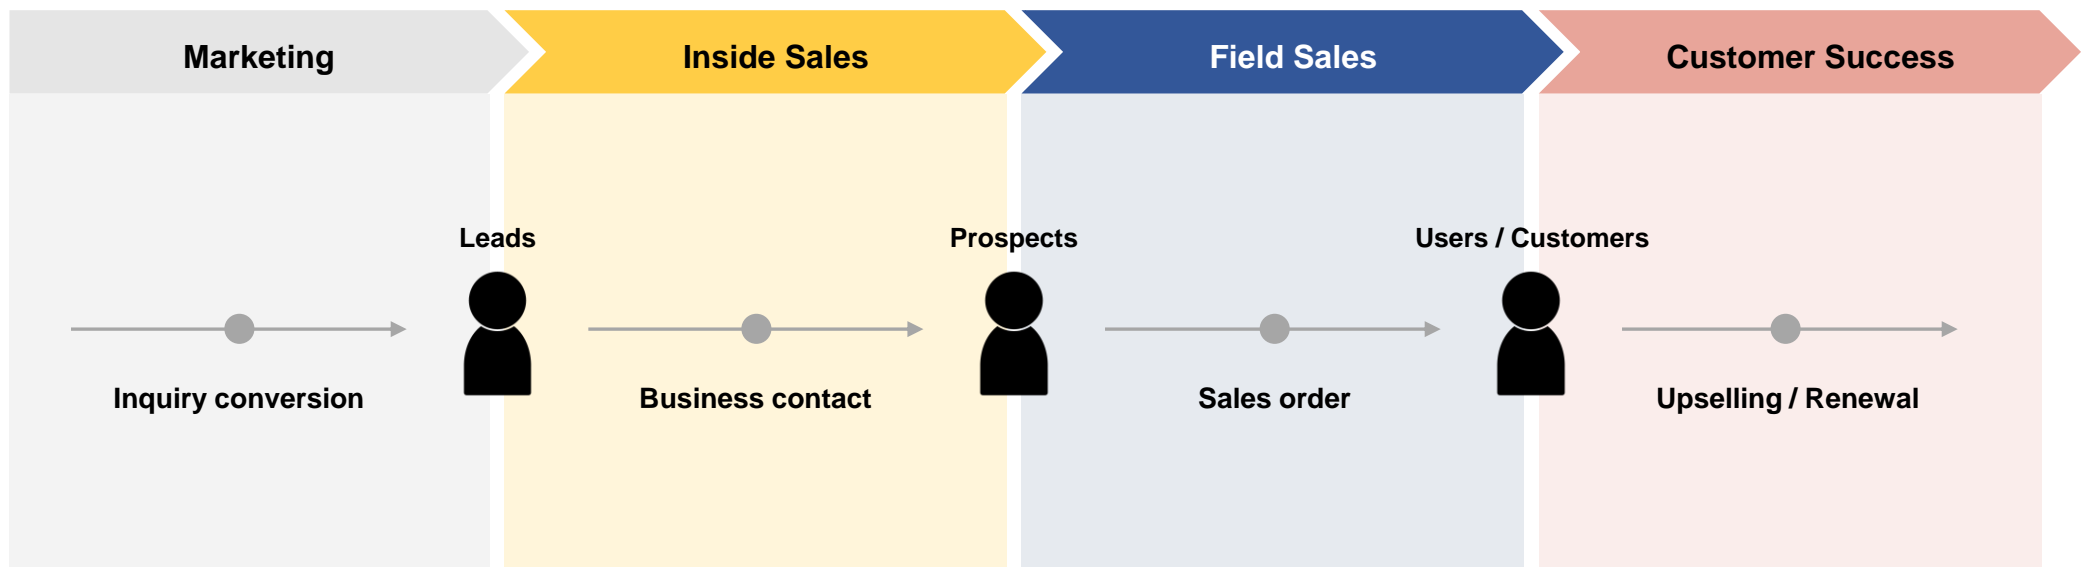 Marketing
Inside Sales
Field Sales
Customer Success
Leads
Prospects
Users / Customers
Inquiry conversion
Business contact
Sales order
Upselling / Renewal